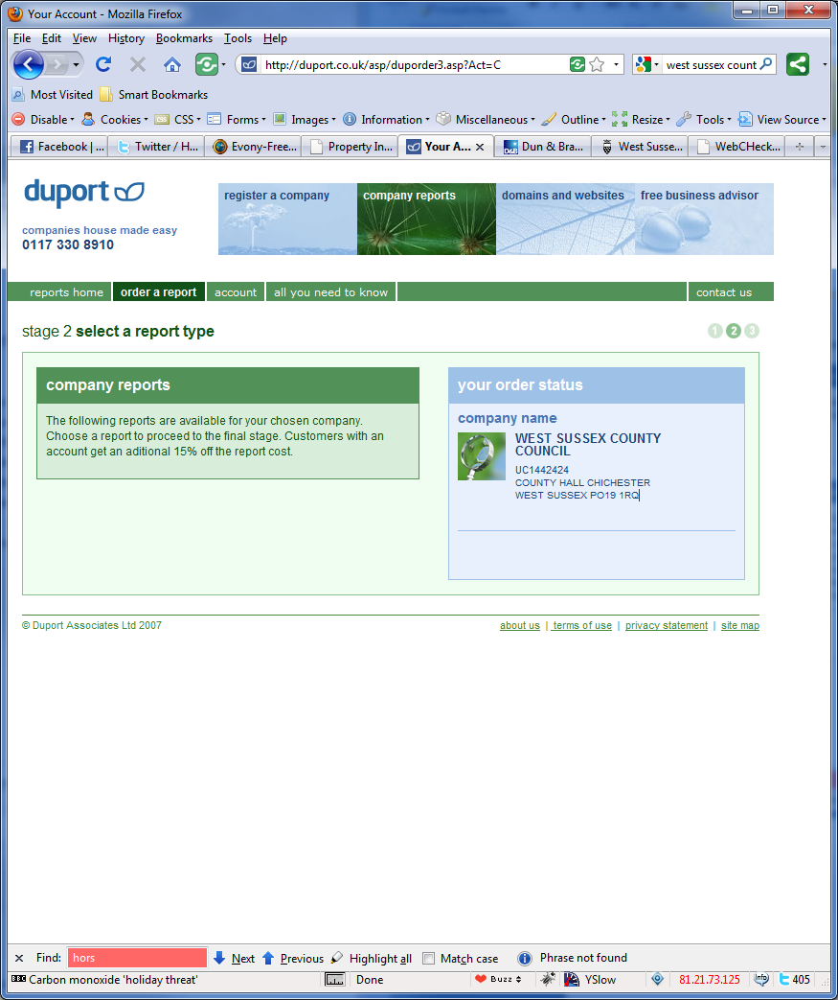 Your Account - Mozilla Firefox
File Edit View History Bookmarks Tools Help
http://duport.co.uk/asp/duporder3.asp?Act=C
west sussex count
Most Visited Smart Bookmarks
Disable Cookies CSS Forms Images Information Miscellaneous Outline Resize Tools View Source
Facebook | ... Twitter / H... Evony-Free... Property In... Your A... Dun & Bra... West Susse... WebCHeck...
duport
companies house made easy
0117 330 8910
register a company company reports domains and websites free business advisor
reports home order a report account all you need to know contact us
stage 2 select a report type
1 2 3
company reports
The following reports are available for your chosen company.
Choose a report to proceed to the final stage. Customers with an
account get an aditional 15% off the report cost.
your order status
company name
WEST SUSSEX COUNTY
COUNCIL
UC1442424
COUNTY HALL CHICHESTER
WEST SUSSEX PO19 1RQ
© Duport Associates Ltd 2007 about us | terms of use | privacy statement | site map
Find: hors Next Previous Highlight all Match case Phrase not found
BBC Carbon monoxide 'holiday threat' Done Buzz YSlow 81.21.73.125 info 405